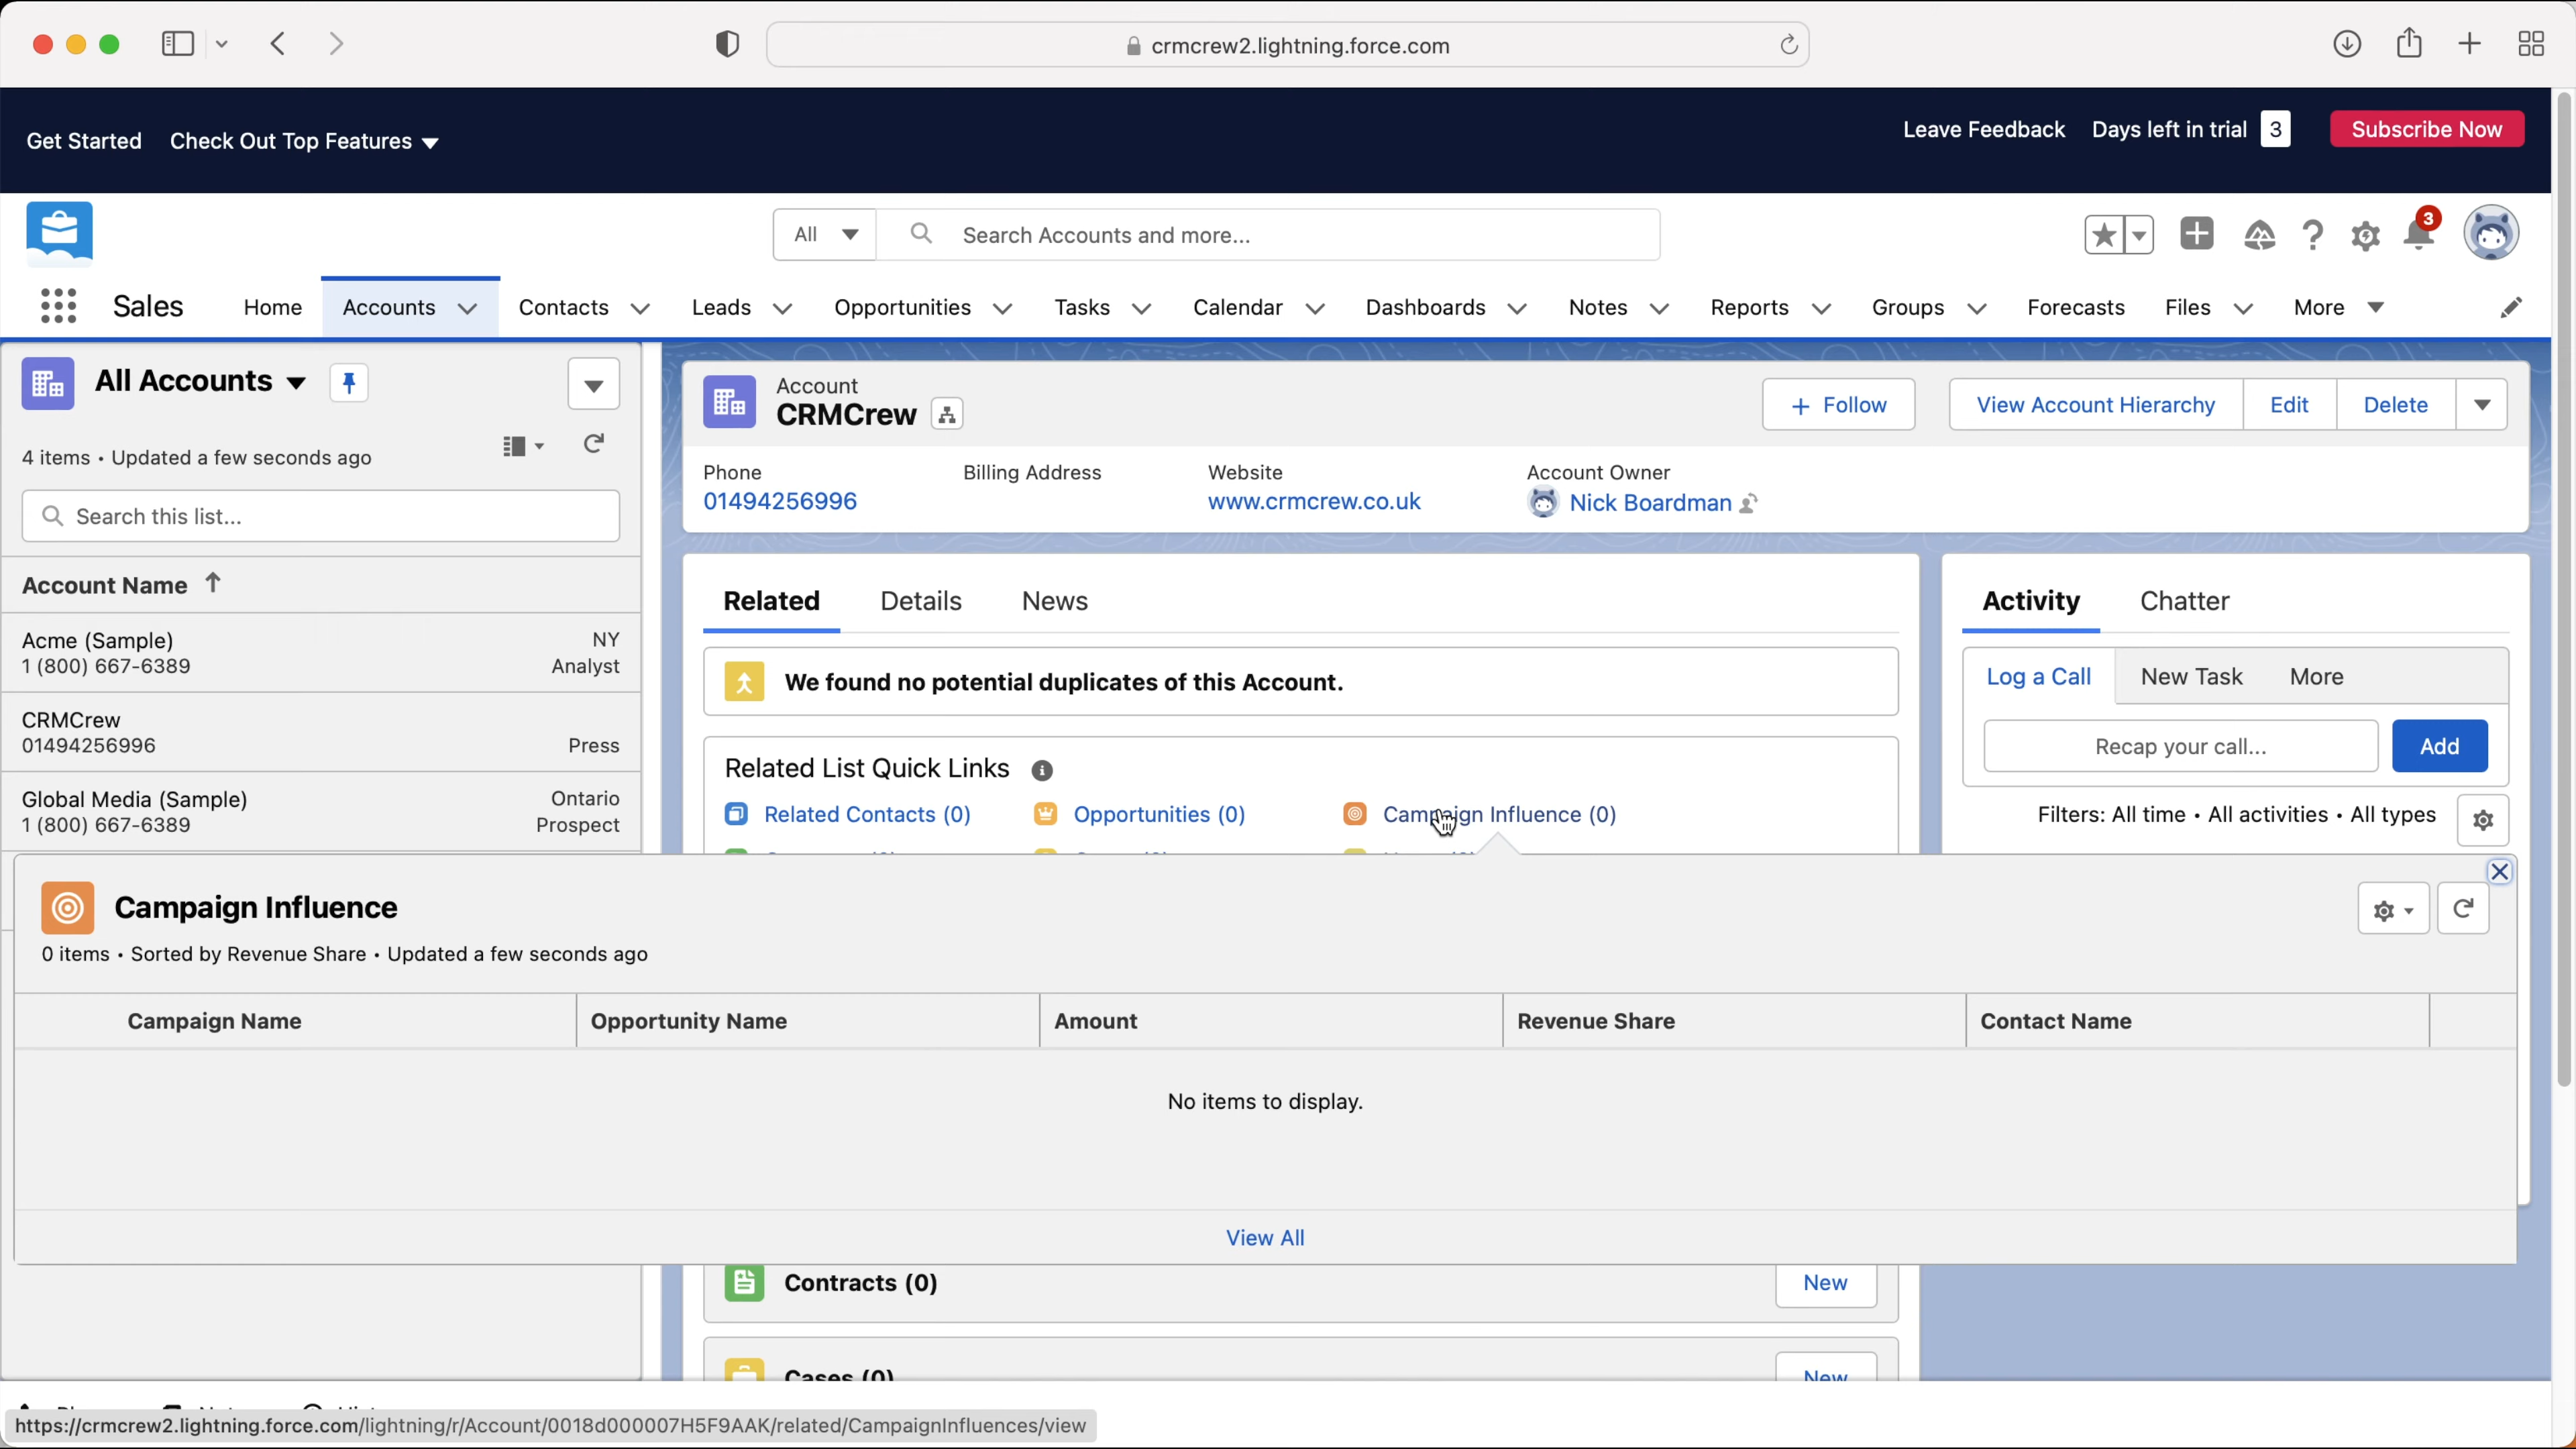 crmcrew2.lightning.force.com
Get Started Check Out Top Features
Leave Feedback Days left in trial 3 Subscribe Now
All Search Accounts and more...
3
Sales Home Accounts Contacts Leads Opportunities Tasks Calendar Dashboards Notes Reports Groups Forecasts Files More
All Accounts
4 items • Updated a few seconds ago
Search this list...
Account Name
Acme (Sample) NY
1 (800) 667-6389 Analyst
CRMCrew
01494256996 Press
Global Media (Sample) Ontario
1 (800) 667-6389 Prospect
Account
CRMCrew
Follow View Account Hierarchy Edit Delete
Phone Billing Address Website Account Owner
01494256996 www.crmcrew.co.uk Nick Boardman
Related Details News
We found no potential duplicates of this Account.
Related List Quick Links
Related Contacts (0) Opportunities (0) Campaign Influence (0)
Activity Chatter
Log a Call New Task More
Recap your call... Add
Filters: All time • All activities • All types
Campaign Influence
0 items • Sorted by Revenue Share • Updated a few seconds ago
Campaign Name Opportunity Name Amount Revenue Share Contact Name
No items to display.
View All
Contracts (0) New
Cases (0) New
https://crmcrew2.lightning.force.com/lightning/r/Account/0018d000007H5F9AAK/related/CampaignInfluences/view